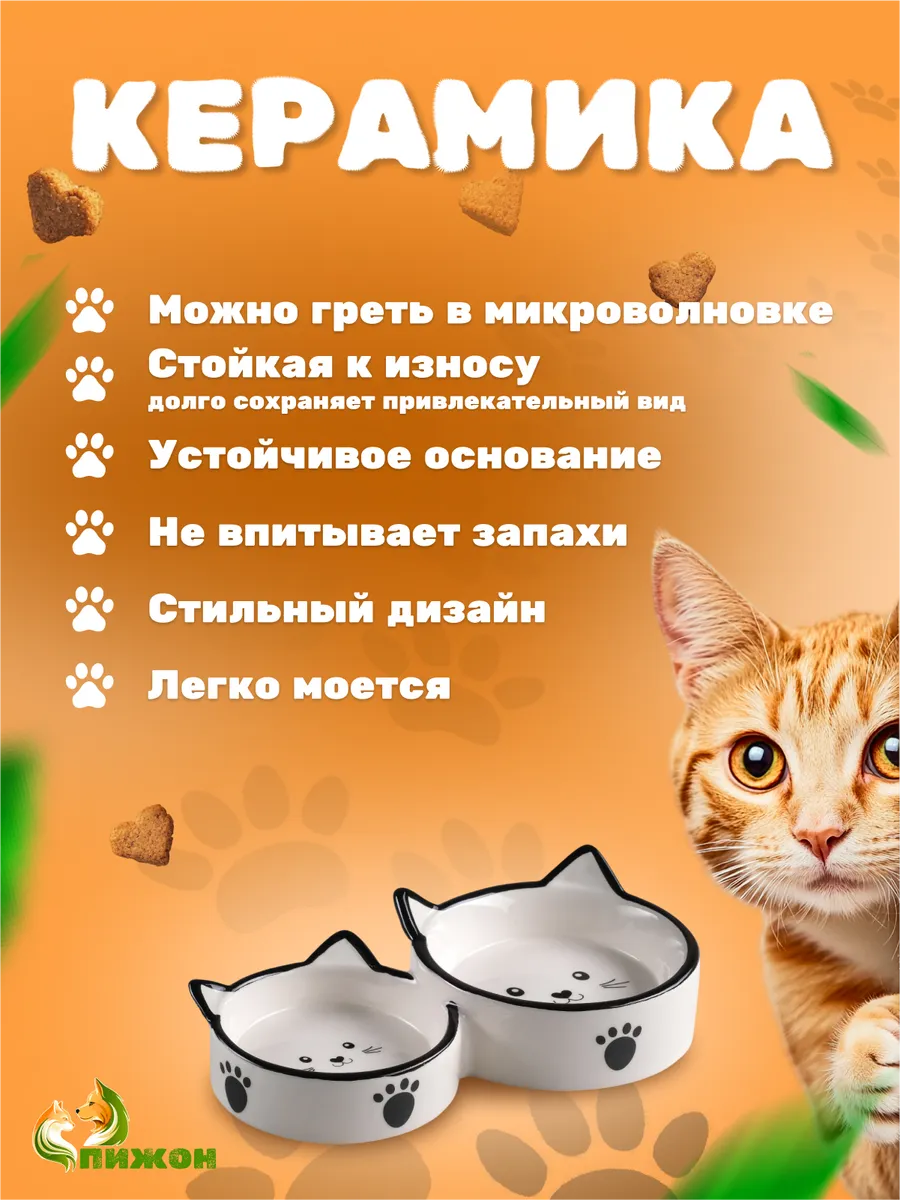 КЕРАМИКА
Можно греть в микроволновке
Стойкая к износу
долго сохраняет привлекательный вид
Устойчивое основание
Не впитывает запахи
Стильный дизайн
Легко моется
ПИЖОН